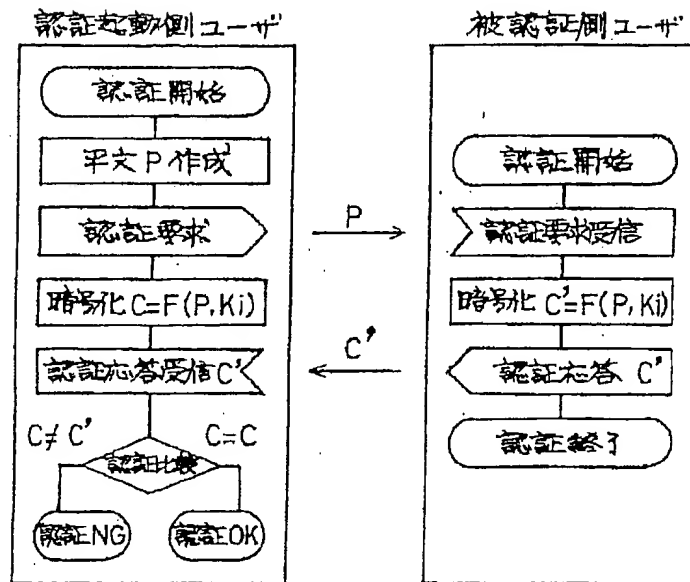 認証起動側ユーザ
認証開始
平文P作成
認証要求
暗号化C=F(P,Ki)
認証応答受信C'
C≠C'
C=C
認証比較
認証NG
認証OK
P
C'
被認証側ユーザ
認証開始
認証要求受信
暗号化C'=F(P,Ki)
認証応答 C'
認証終了